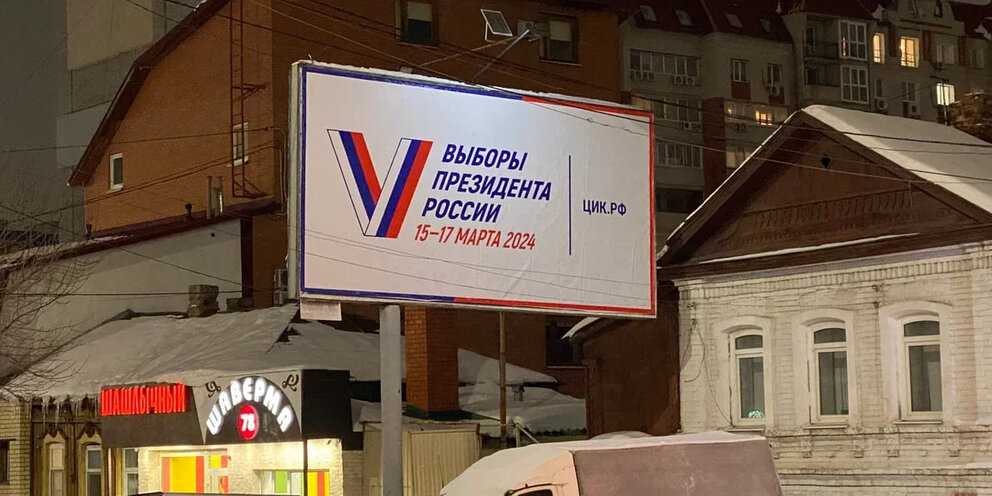 V
ВЫБОРЫ
ПРЕЗИДЕНТА
РОССИИ
15–17 МАРТА 2024
ЦИК.РФ
ШАШЛЫЧНЫЙ
ШАВЕРМА
78